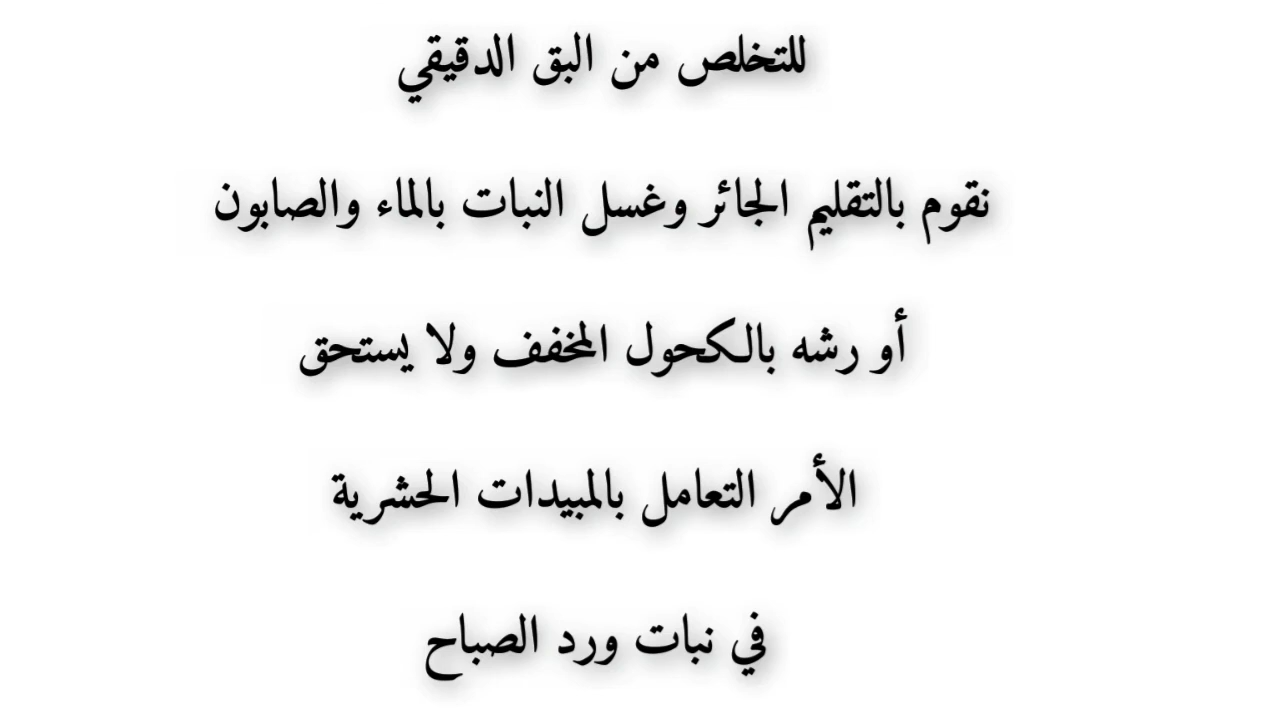 للتخلص من البق الدقيقي
نقوم بالتقليم الجائر وغسل النبات بالماء والصابون
أو رشه بالكحول المخفف ولا يستحق
الأمر التعامل بالمبيدات الحشرية
في نبات ورد الصباح